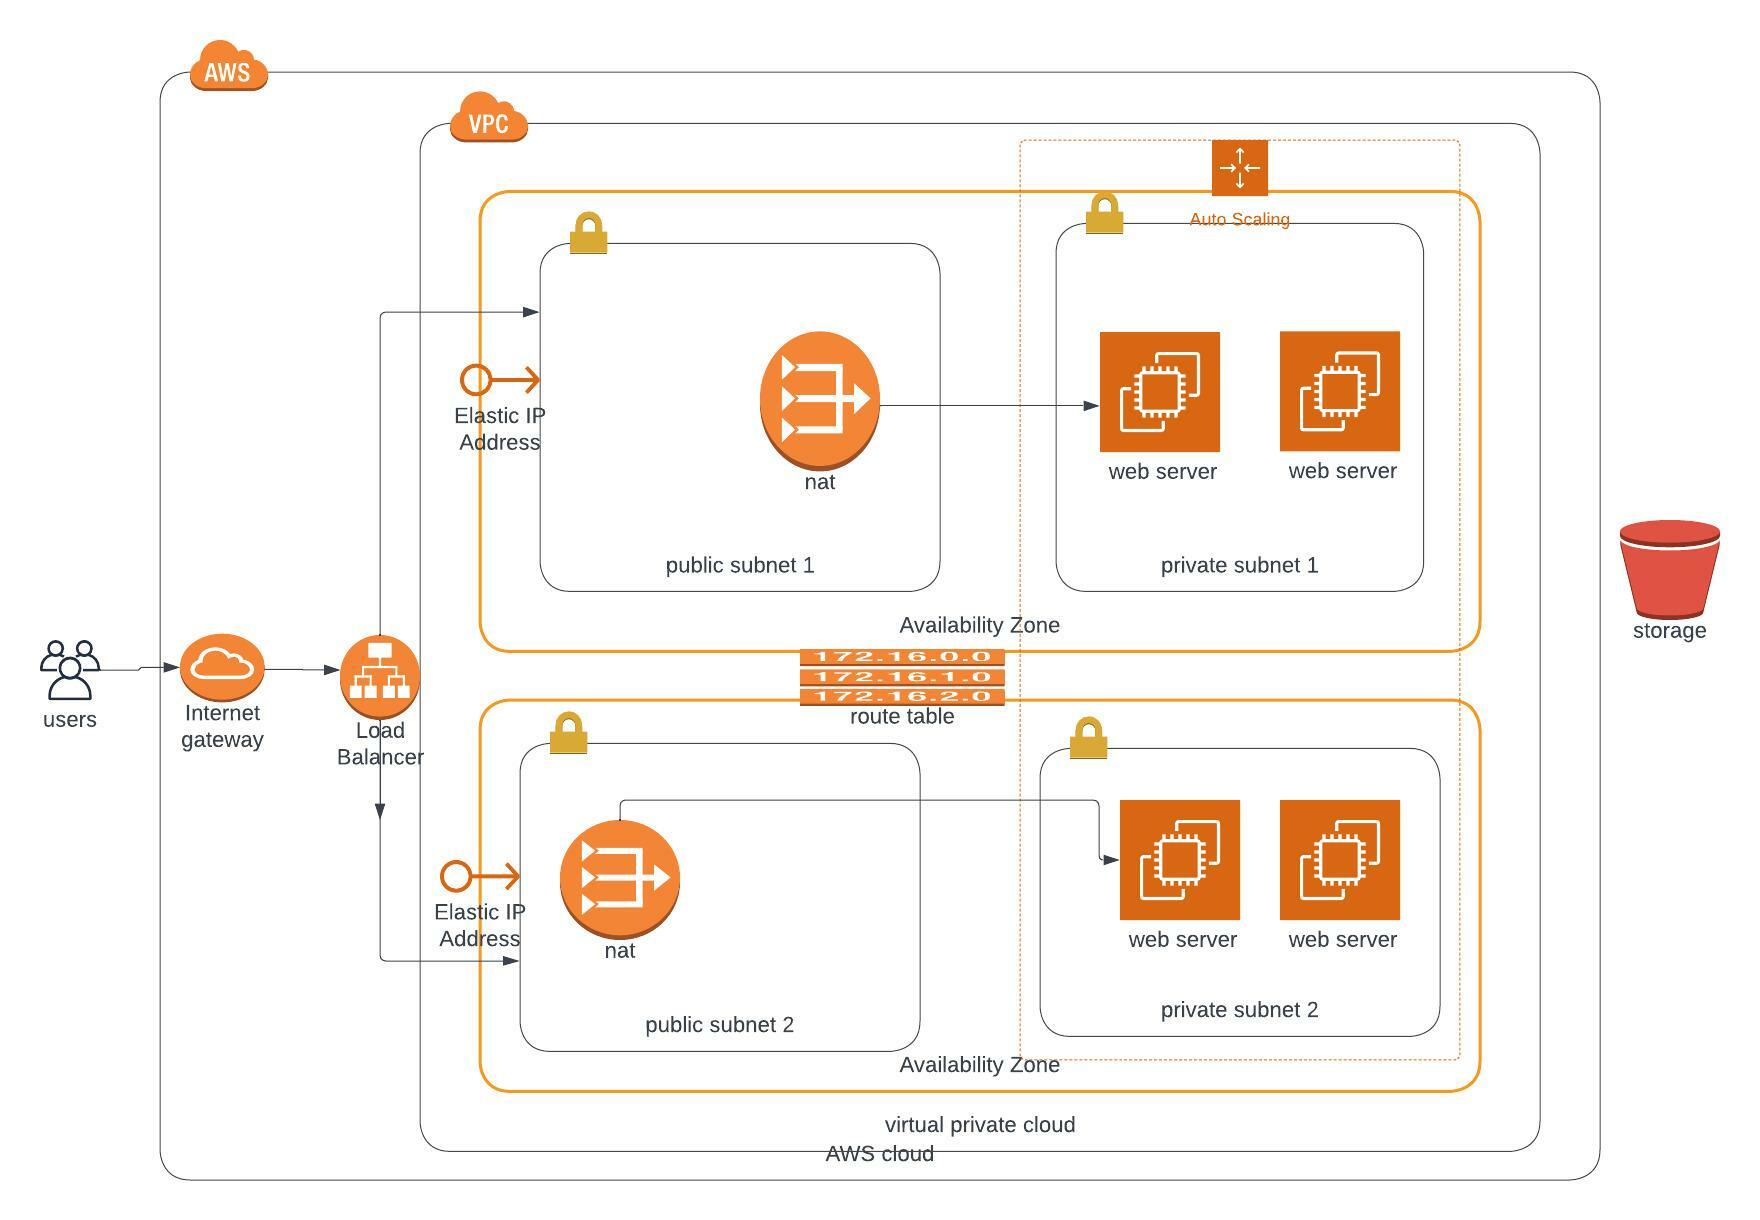 AWS
VPC
Auto Scaling
Elastic IP
Address
nat
web server
web server
public subnet 1
private subnet 1
Availability Zone
storage
172.16.0.0
172.16.1.0
172.16.2.0
route table
users
Internet
gateway
Load
Balancer
Elastic IP
Address
nat
web server
web server
public subnet 2
private subnet 2
Availability Zone
virtual private cloud
AWS cloud